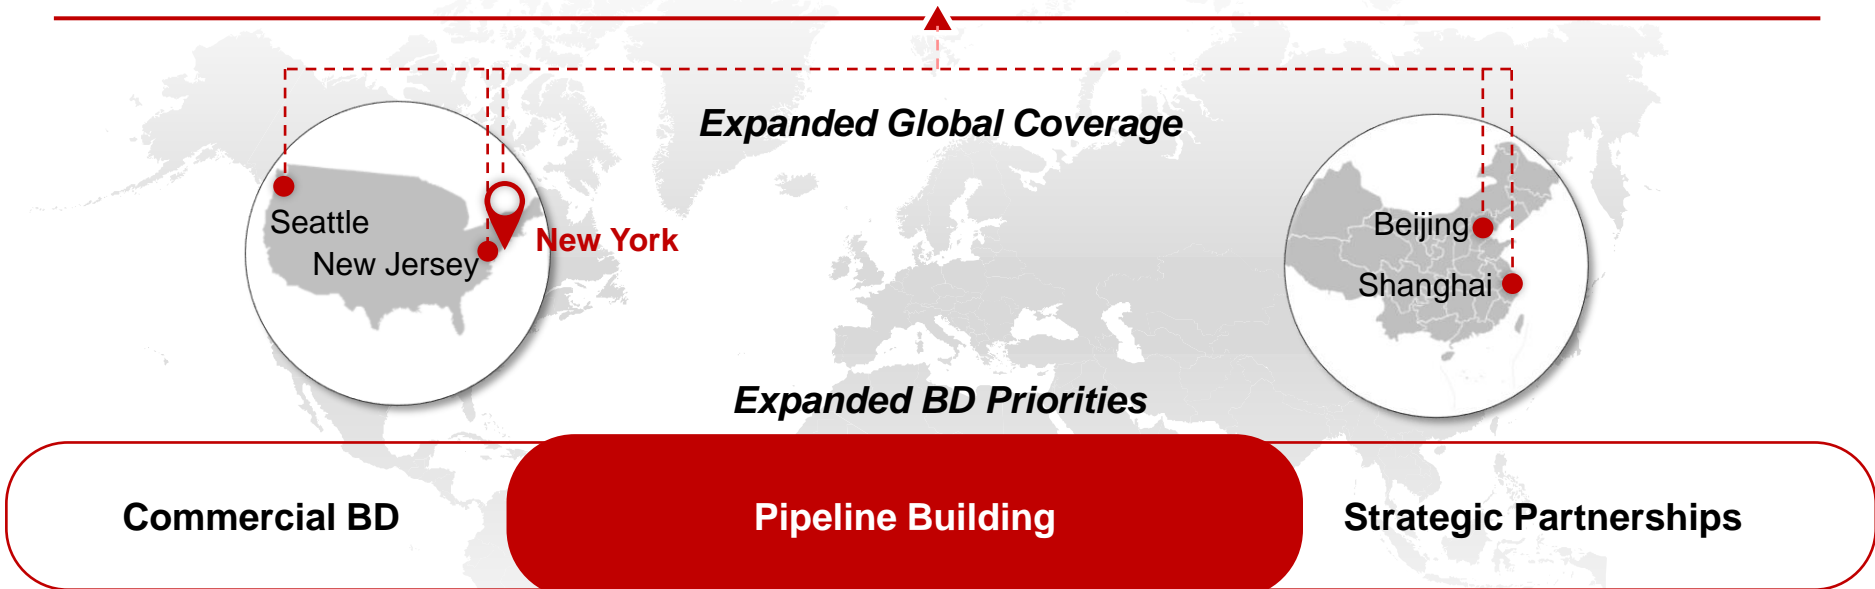 Expanded Global Coverage
Seattle
New Jersey
New York
Beijing
Shanghai
Expanded BD Priorities
Commercial BD
Pipeline Building
Strategic Partnerships